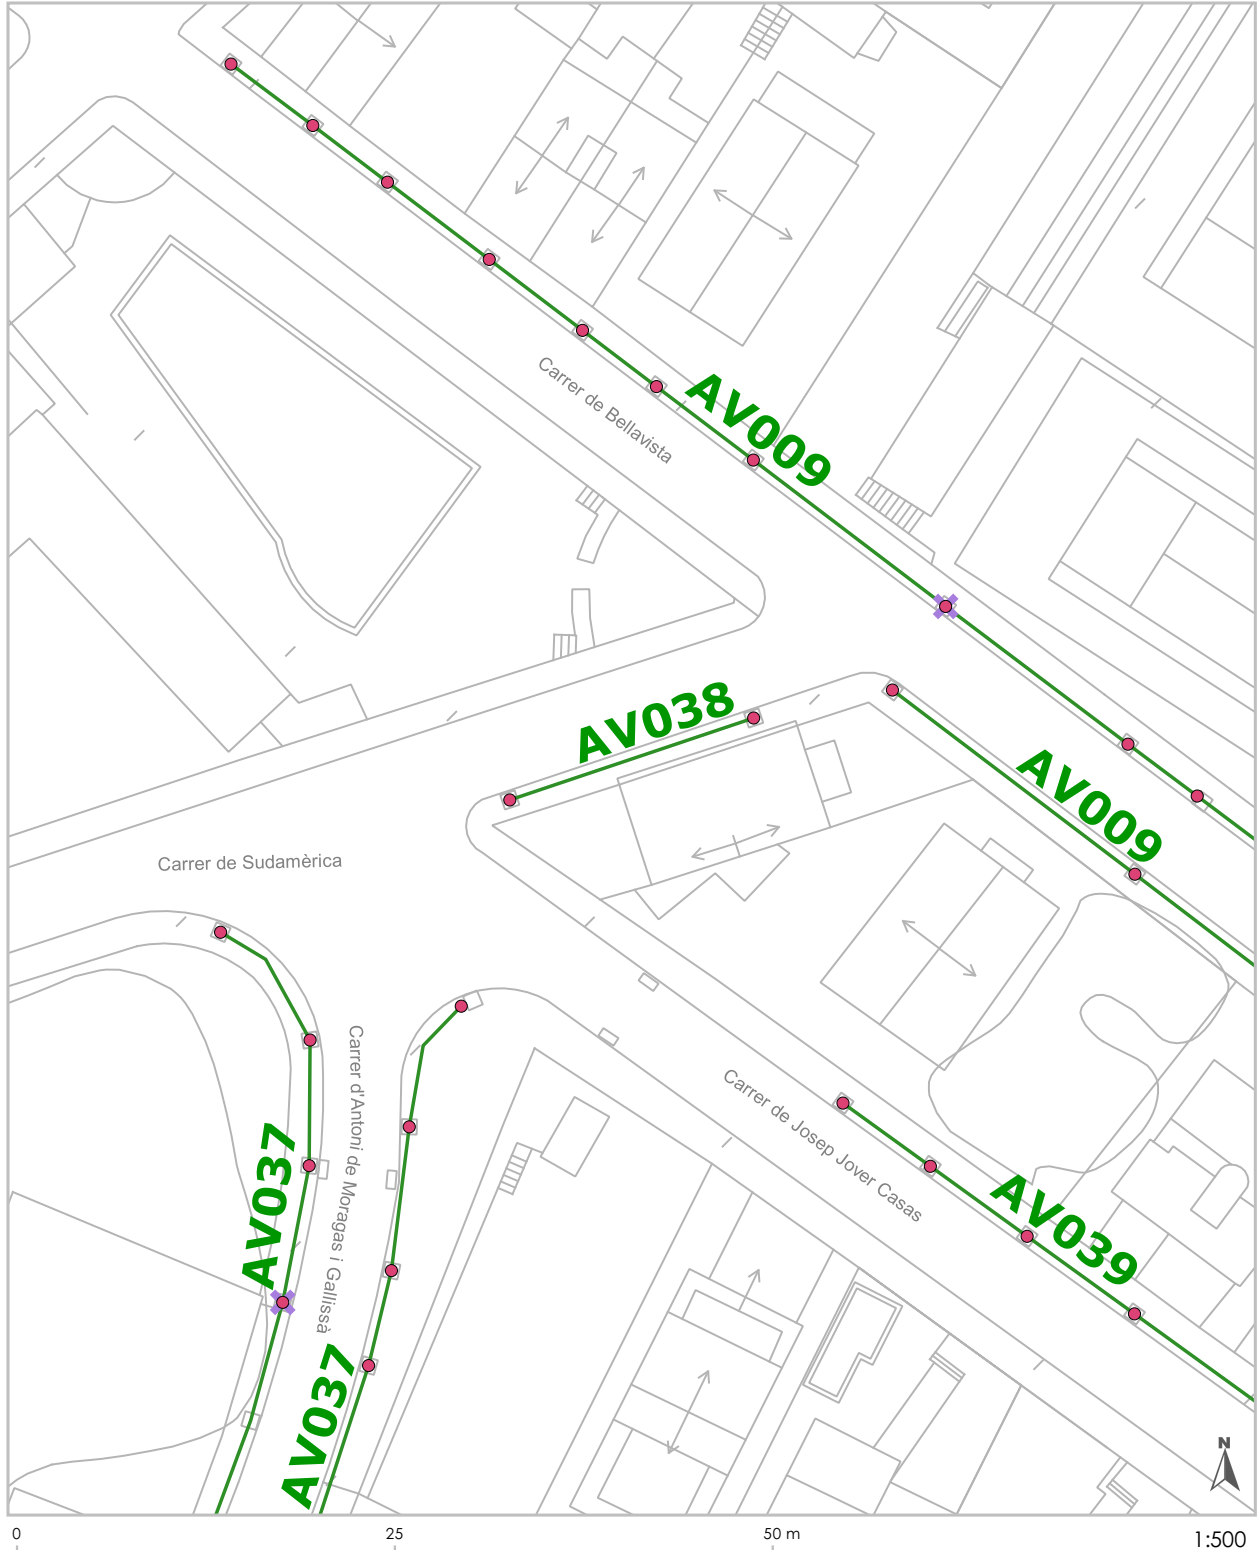 Carrer de Bellavista
AV009
AV038
AV009
Carrer de Sudamèrica
Carrer d'Antoni de Moragas i Gallissà
Carrer de Josep Jover Casas
AV037
AV039
AV037
N
0
25
50 m
1:500